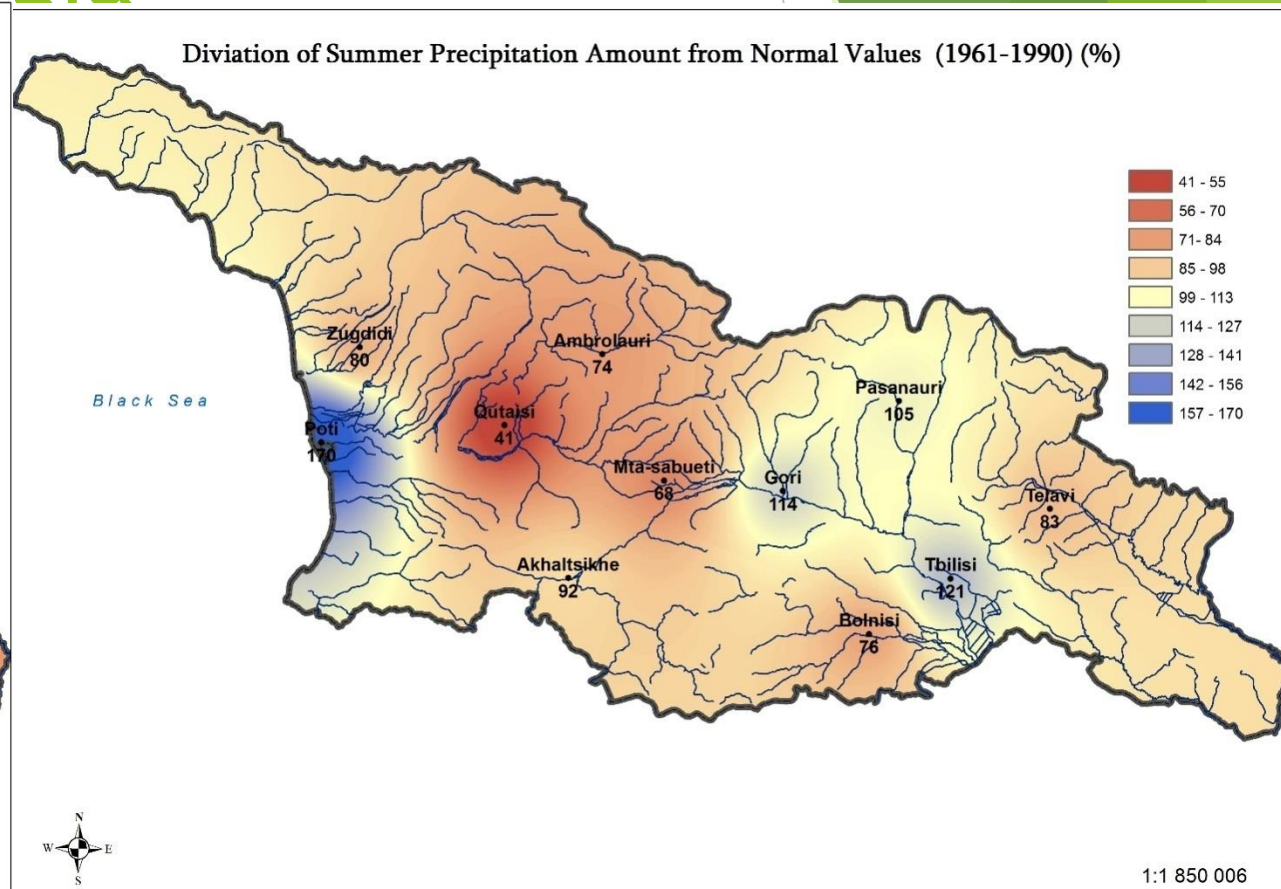 Diviation of Summer Precipitation Amount from Normal Values (1961-1990) (%)
41 - 55
56 - 70
71- 84
85 - 98
99 - 113
114 - 127
128 - 141
142 - 156
157 - 170
Zugdidi
80
Ambrolauri
74
Pasanauri
105
Black Sea
Qutaisi
41
Poti
170
Mta-sabueti
68
Gori
114
Telavi
83
Akhaltsikhe
92
Tbilisi
121
Bolnisi
76
N
W E
S
1:1 850 006